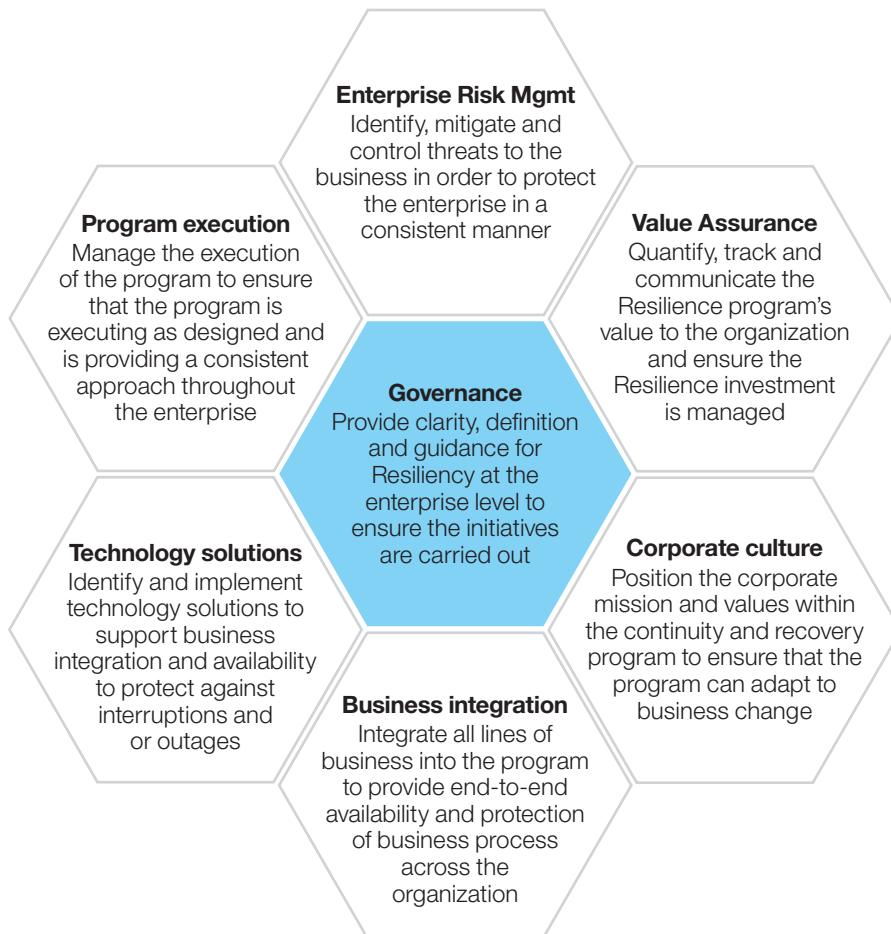 Enterprise Risk Mgmt
Identify, mitigate and
control threats to the
business in order to protect
the enterprise in a
consistent manner
Program execution
Manage the execution
of the program to ensure
that the program is
executing as designed and
is providing a consistent
approach throughout
the enterprise
Value Assurance
Quantify, track and
communicate the
Resilience program’s
value to the organization
and ensure the
Resilience investment
is managed
Governance
Provide clarity, definition
and guidance for
Resiliency at the
enterprise level to
ensure the initiatives
are carried out
Technology solutions
Identify and implement
technology solutions to
support business
integration and availability
to protect against
interruptions and
or outages
Corporate culture
Position the corporate
mission and values within
the continuity and recovery
program to ensure that the
program can adapt to
business change
Business integration
Integrate all lines of
business into the program
to provide end-to-end
availability and protection
of business process
across the
organization